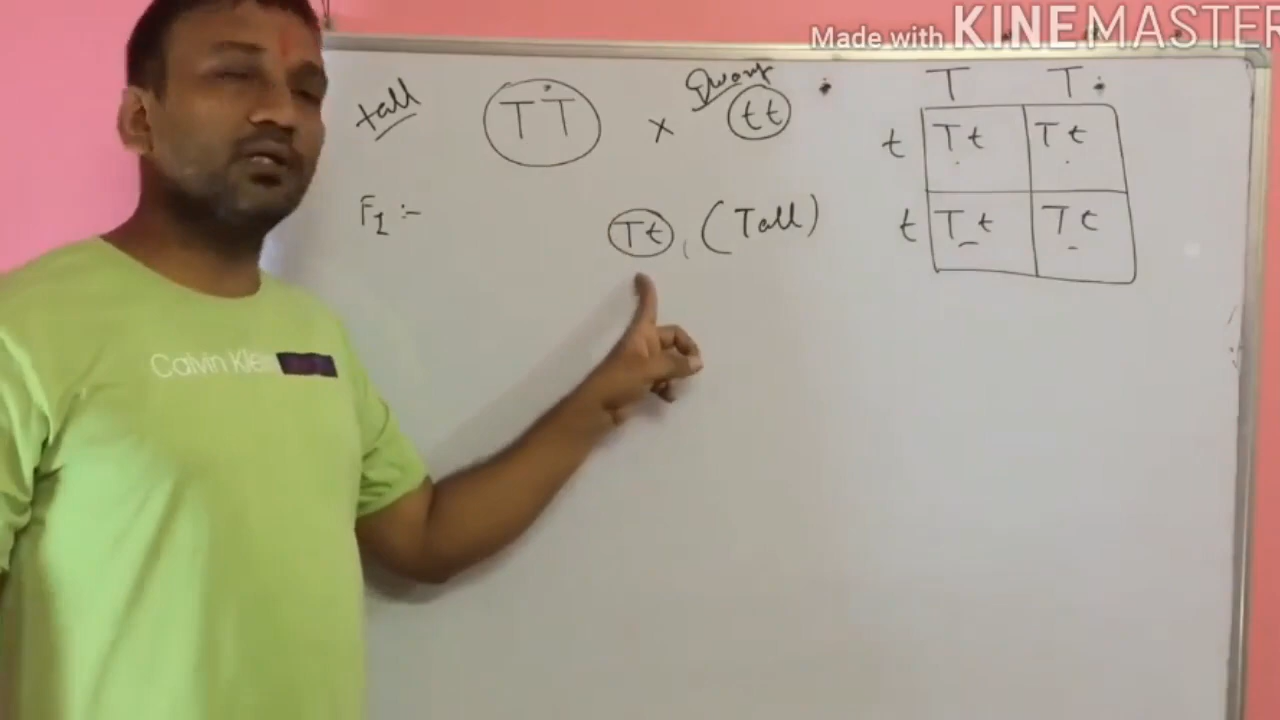 Made with KINEMASTER
tall TT x Dwarf tt
F1 :- Tt, (Tall)
T T
t Tt Tt
t Tt Tt
Calvin Klein